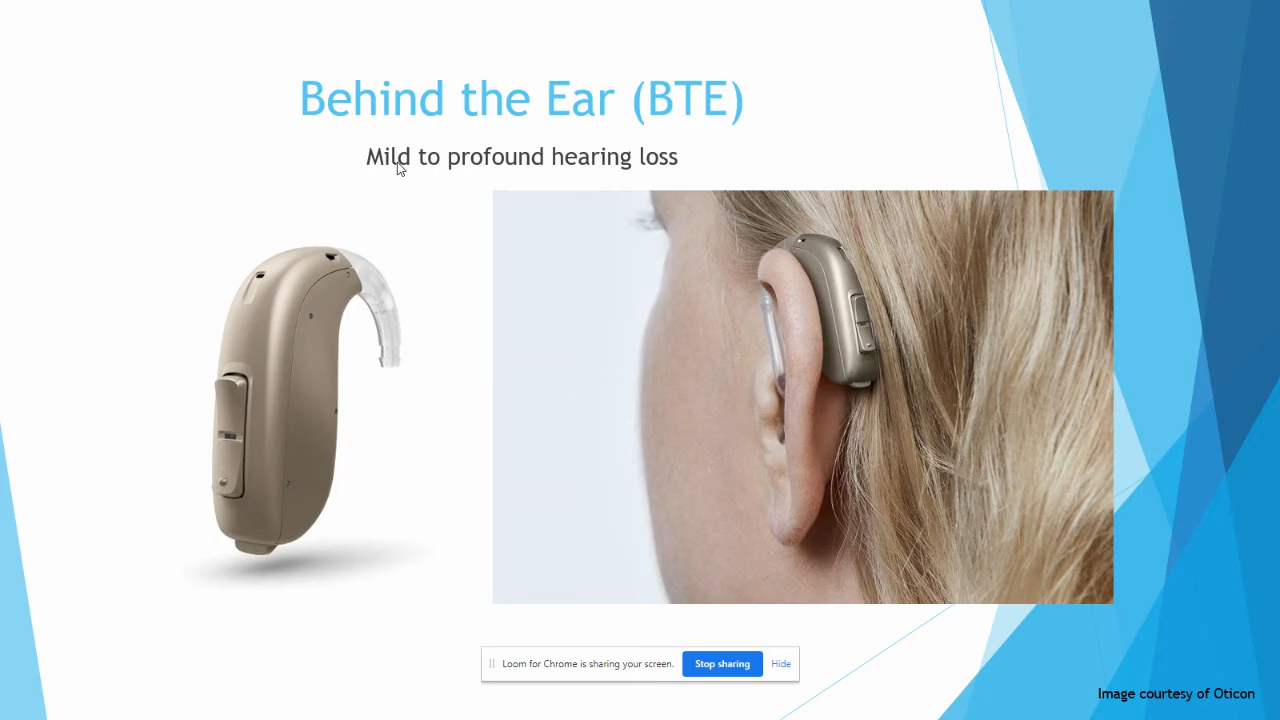 Behind the Ear (BTE)
Mild to profound hearing loss
Loom for Chrome is sharing your screen. Stop sharing Hide
Image courtesy of Oticon